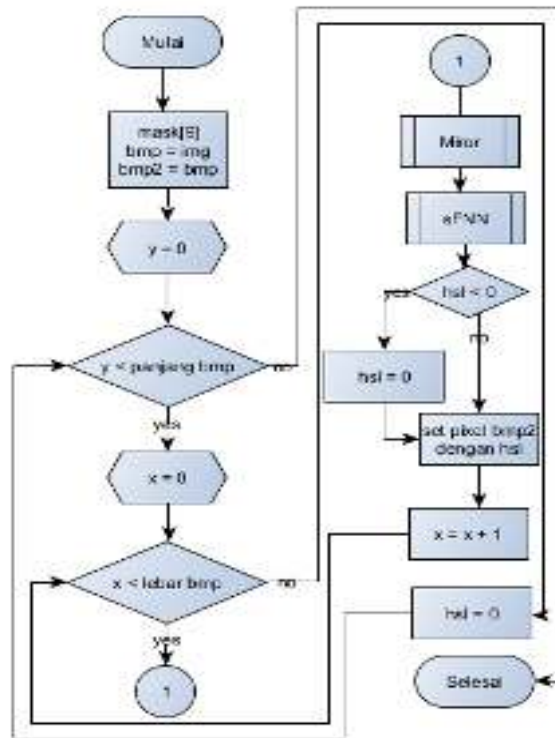 Mulai
mask[9]
bmp = img
bmp2 = bmp
y = 0
y < panjang bmp
no
yes
x = 0
x < lebar bmp
no
yes
1
1
Miror
hsl < 0
yes
no
hsl = 0
set pixel bmp2
dengan hsl
x = x + 1
hsl = 0
Selesai